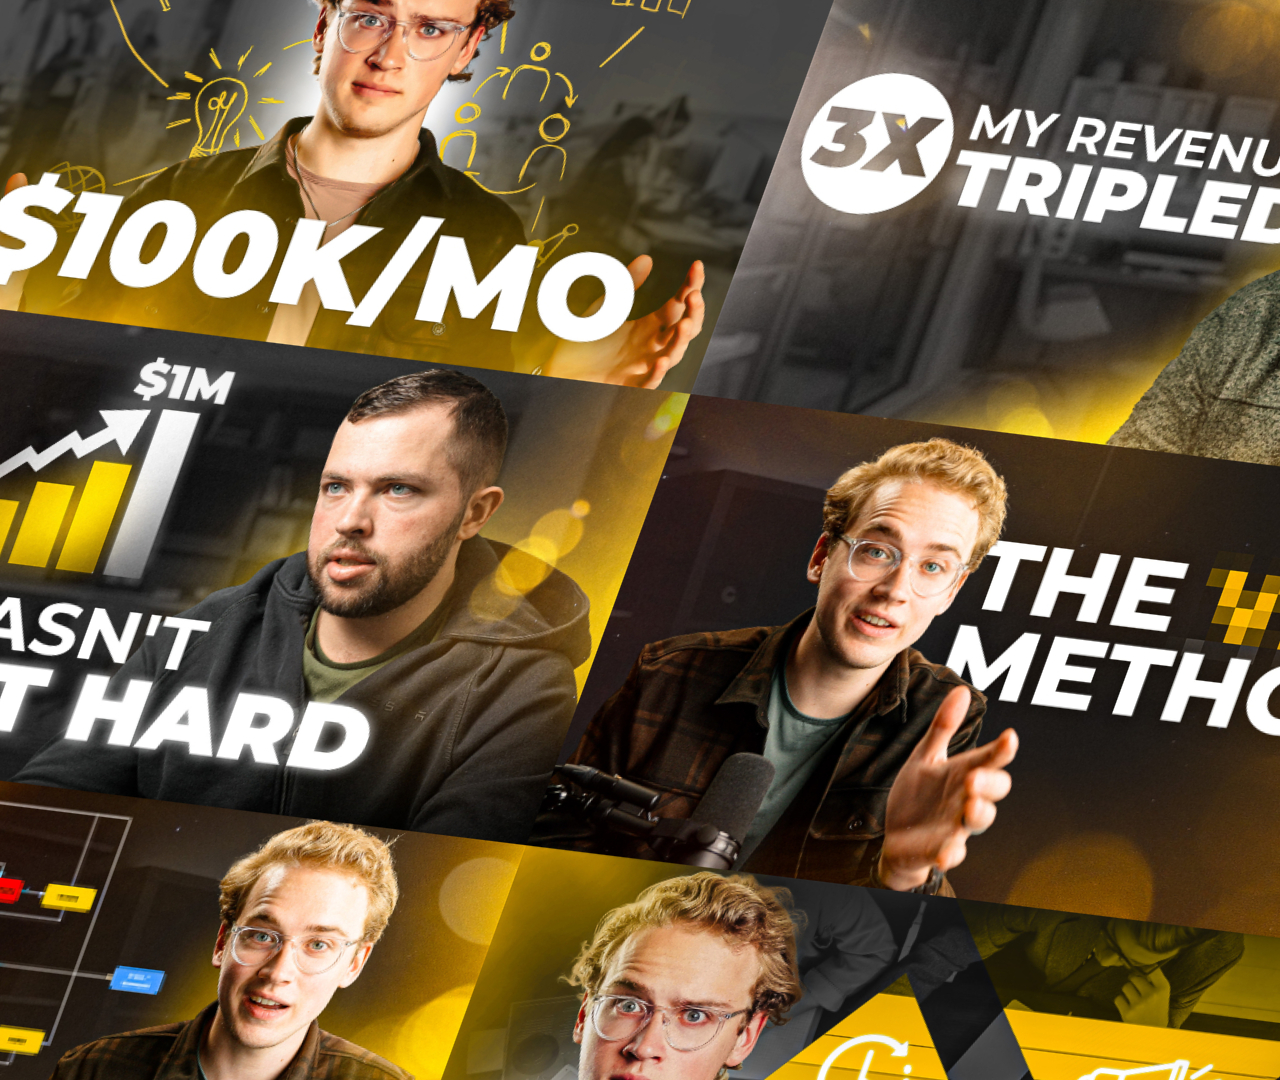 $100K/MO
3X
MY REVENU
TRIPLED
$1M
ASN'T
T HARD
THE
METHO